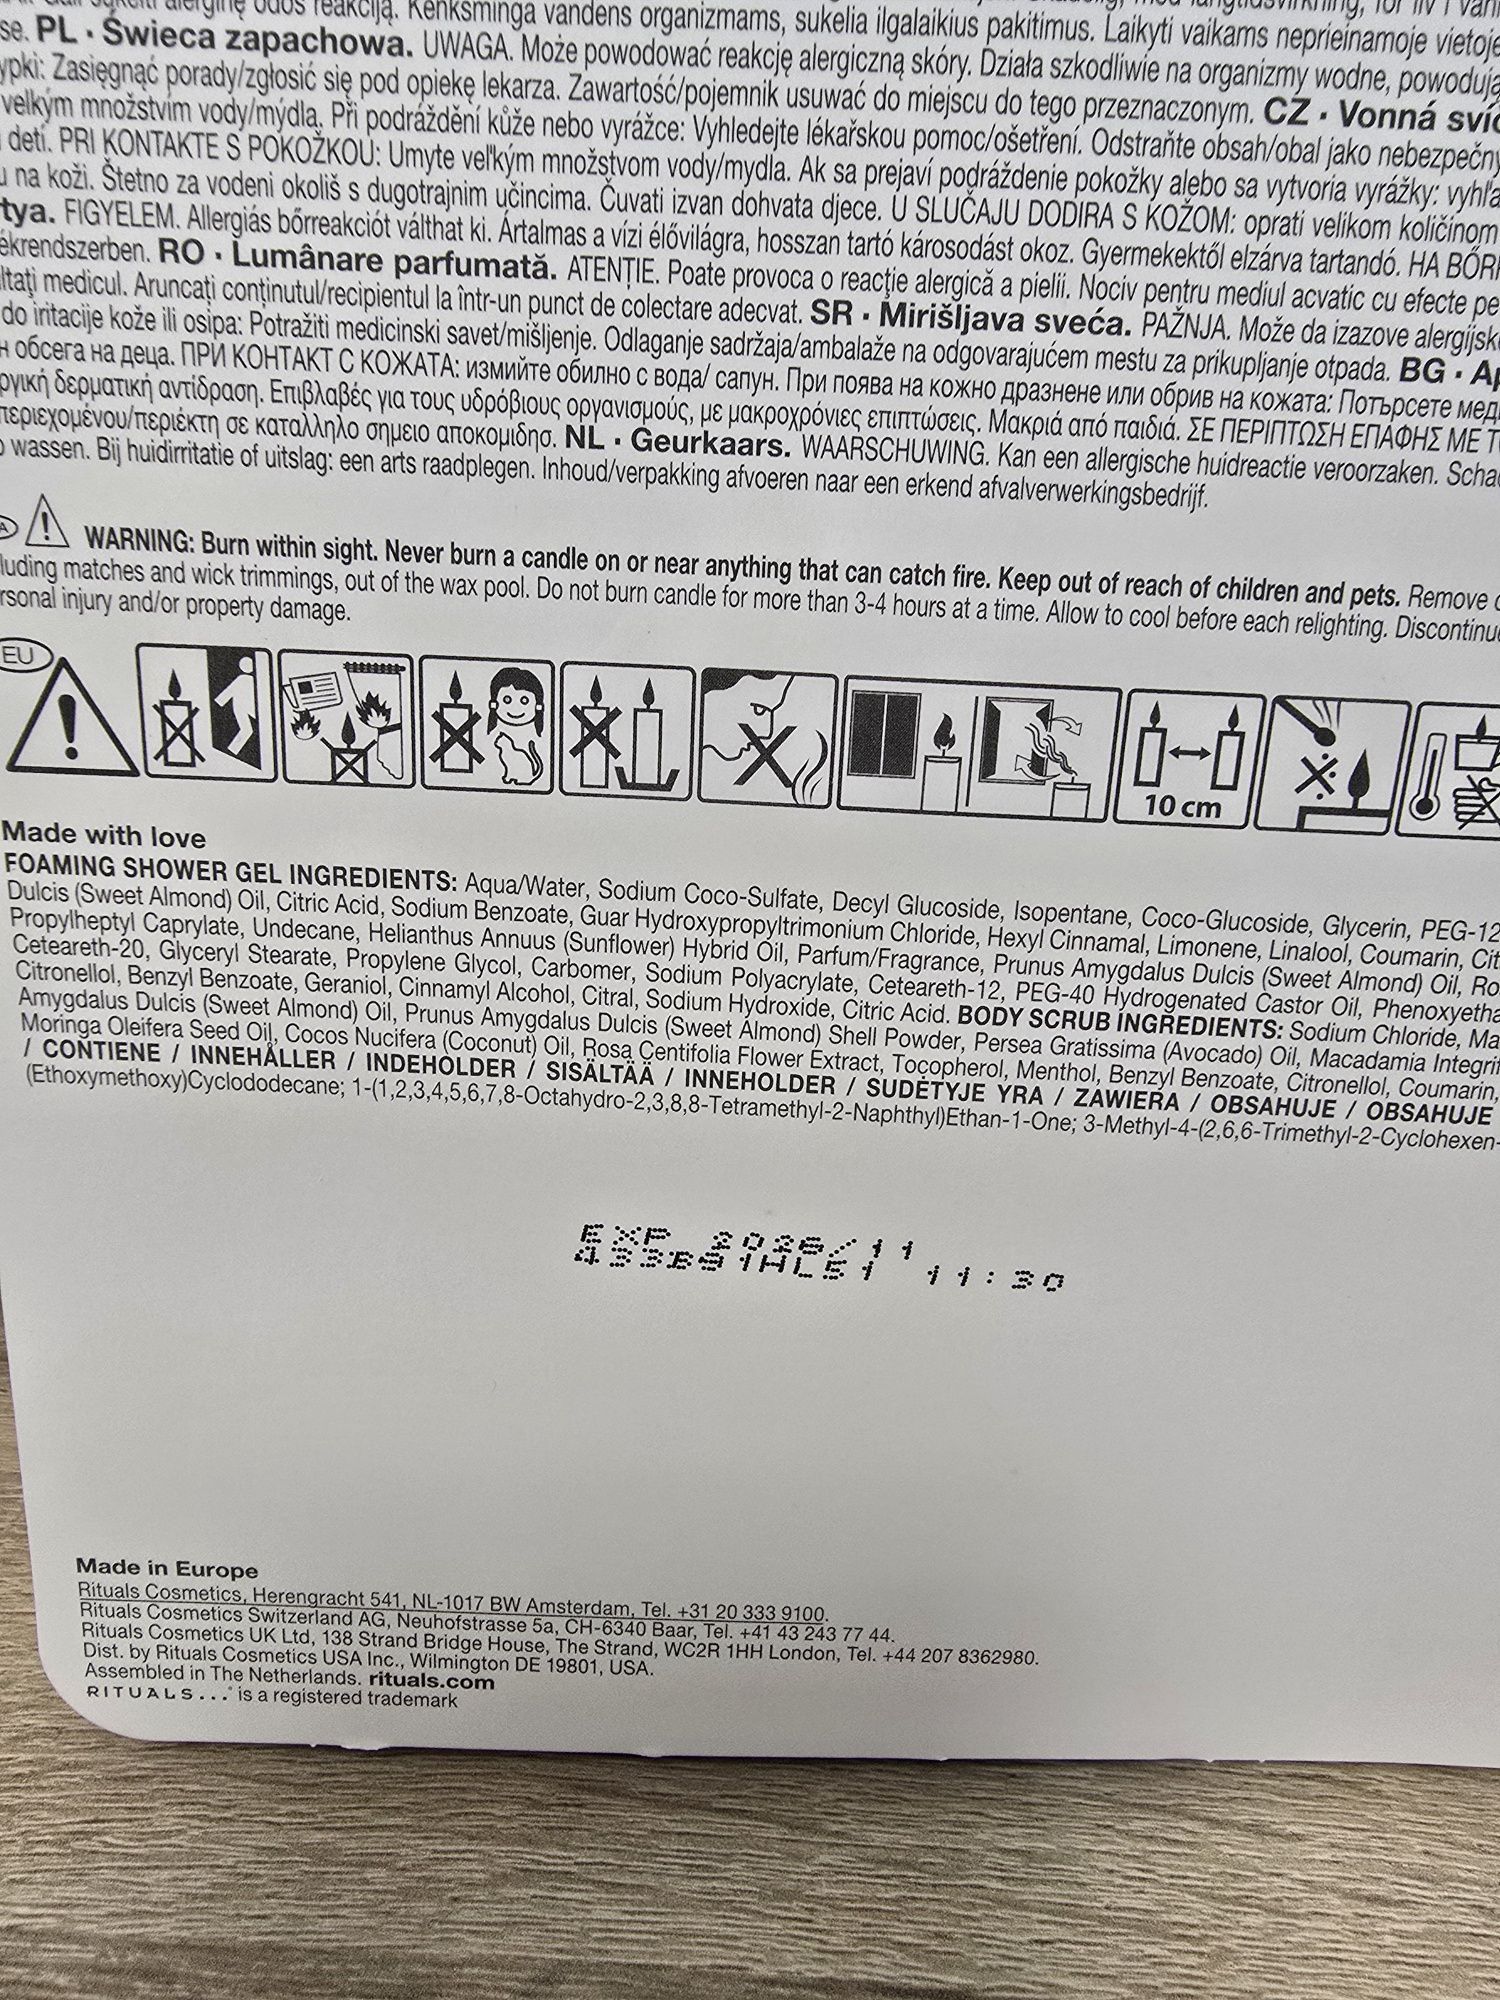 vandens organizmams, sukelia ilgalaikius pakitimus. Laikyti vaikams neprieinamoje vietoje
se. PL · Świeca zapachowa. UWAGA. Może powodować reakcję alergiczną skóry. Działa szkodliwie na organizmy wodne, powodują
ypki: Zasięgnąć porady/zgłosić się pod opiekę lekarza. Zawartość/pojemnik usuwać do miejscu do tego przeznaczonym. CZ · Vonná svíč
velkým množstvim vody/mýdla. Při podráždění kůže nebo vyrážce: Vyhledejte lékařskou pomoc/ošetření. Odstraňte obsah/obal jako nebezpečný
detí. PRI KONTAKTE S POKOŽKOU: Umyte veľkým množstvom vody/mydla. Ak sa prejaví podráždenie pokožky alebo sa vytvoria vyrážky: vyhľa
u na koži. Štetno za vodeni okoliš s dugotrajnim učincima. Čuvati izvan dohvata djece. U SLUČAJU DODIRA S KOŽOM: oprati velikom količinom
tya. FIGYELEM. Allergiás bőrreakciót válthat ki. Ártalmas a vízi élővilágra, hosszan tartó károsodást okoz. Gyermekektől elzárva tartandó. HA BŐRR
ékrendszerben. RO · Lumânare parfumată. ATENȚIE. Poate provoca o reacţie alergică a pielii. Nociv pentru mediul acvatic cu efecte pe
ltaţi medicul. Aruncați conținutul/recipientul la într-un punct de colectare adecvat. SR · Mirišljava sveća. PAŽNJA. Može da izazove alergijsk
do iritacije kože ili osipa: Potražiti medicinski savet/mišljenje. Odlaganje sadržaja/ambalaže na odgovarajućem mestu za prikupljanje otpada. BG · Ар
н обсега на деца. ПРИ КОНТАКТ С КОЖАТА: измийте обилно с вода/ сапун. При поява на кожно дразнене или обрив на кожата: Потърсете меди
ργική δερματική αντίδραση. Επιβλαβές για τους υδρόβιους οργανισμούς, με μακροχρόνιες επιπτώσεις. Μακριά από παιδιά. ΣΕ ΠΕΡΙΠΤΩΣΗ ΕΠΑΦΗΣ ΜΕ Τ
περιεχομένου/περιέκτη σε καταλληλο σημειο αποκομιδησ. NL · Geurkaars. WAARSCHUWING. Kan een allergische huidreactie veroorzaken. Schad
wassen. Bij huidirritatie of uitslag: een arts raadplegen. Inhoud/verpakking afvoeren naar een erkend afvalverwerkingsbedrijf.
WARNING: Burn within sight. Never burn a candle on or near anything that can catch fire. Keep out of reach of children and pets. Remove
luding matches and wick trimmings, out of the wax pool. Do not burn candle for more than 3-4 hours at a time. Allow to cool before each relighting. Discontinue
rsonal injury and/or property damage.
EU
10 cm
Made with love
FOAMING SHOWER GEL INGREDIENTS: Aqua/Water, Sodium Coco-Sulfate, Decyl Glucoside, Isopentane, Coco-Glucoside, Glycerin, PEG-12
Dulcis (Sweet Almond) Oil, Citric Acid, Sodium Benzoate, Guar Hydroxypropyltrimonium Chloride, Hexyl Cinnamal, Limonene, Linalool, Coumarin, Cit
Propylheptyl Caprylate, Undecane, Helianthus Annuus (Sunflower) Hybrid Oil, Parfum/Fragrance, Prunus Amygdalus Dulcis (Sweet Almond) Oil, Ro
Ceteareth-20, Glyceryl Stearate, Propylene Glycol, Carbomer, Sodium Polyacrylate, Ceteareth-12, PEG-40 Hydrogenated Castor Oil, Phenoxyetha
Citronellol, Benzyl Benzoate, Geraniol, Cinnamyl Alcohol, Citral, Sodium Hydroxide, Citric Acid. BODY SCRUB INGREDIENTS: Sodium Chloride, Ma
Amygdalus Dulcis (Sweet Almond) Oil, Prunus Amygdalus Dulcis (Sweet Almond) Shell Powder, Persea Gratissima (Avocado) Oil, Macadamia Integrif
Moringa Oleifera Seed Oil, Cocos Nucifera (Coconut) Oil, Rosa Centifolia Flower Extract, Tocopherol, Menthol, Benzyl Benzoate, Citronellol, Coumarin,
/ CONTIENE / INNEHÅLLER / INDEHOLDER / SISÄLTÄÄ / INNEHOLDER / SUDĖTYJE YRA / ZAWIERA / OBSAHUJE / OBSAHUJE
(Ethoxymethoxy)Cyclododecane; 1-(1,2,3,4,5,6,7,8-Octahydro-2,3,8,8-Tetramethyl-2-Naphthyl)Ethan-1-One; 3-Methyl-4-(2,6,6-Trimethyl-2-Cyclohexen-
EXP
11:30
Made in Europe
Rituals Cosmetics, Herengracht 541, NL-1017 BW Amsterdam, Tel. +31 20 333 9100.
Rituals Cosmetics Switzerland AG, Neuhofstrasse 5a, CH-6340 Baar, Tel. +41 43 243 77 44.
Rituals Cosmetics UK Ltd, 138 Strand Bridge House, The Strand, WC2R 1HH London, Tel. +44 207 8362980.
Dist. by Rituals Cosmetics USA Inc., Wilmington DE 19801, USA.
Assembled in The Netherlands. rituals.com
RITUALS...® is a registered trademark